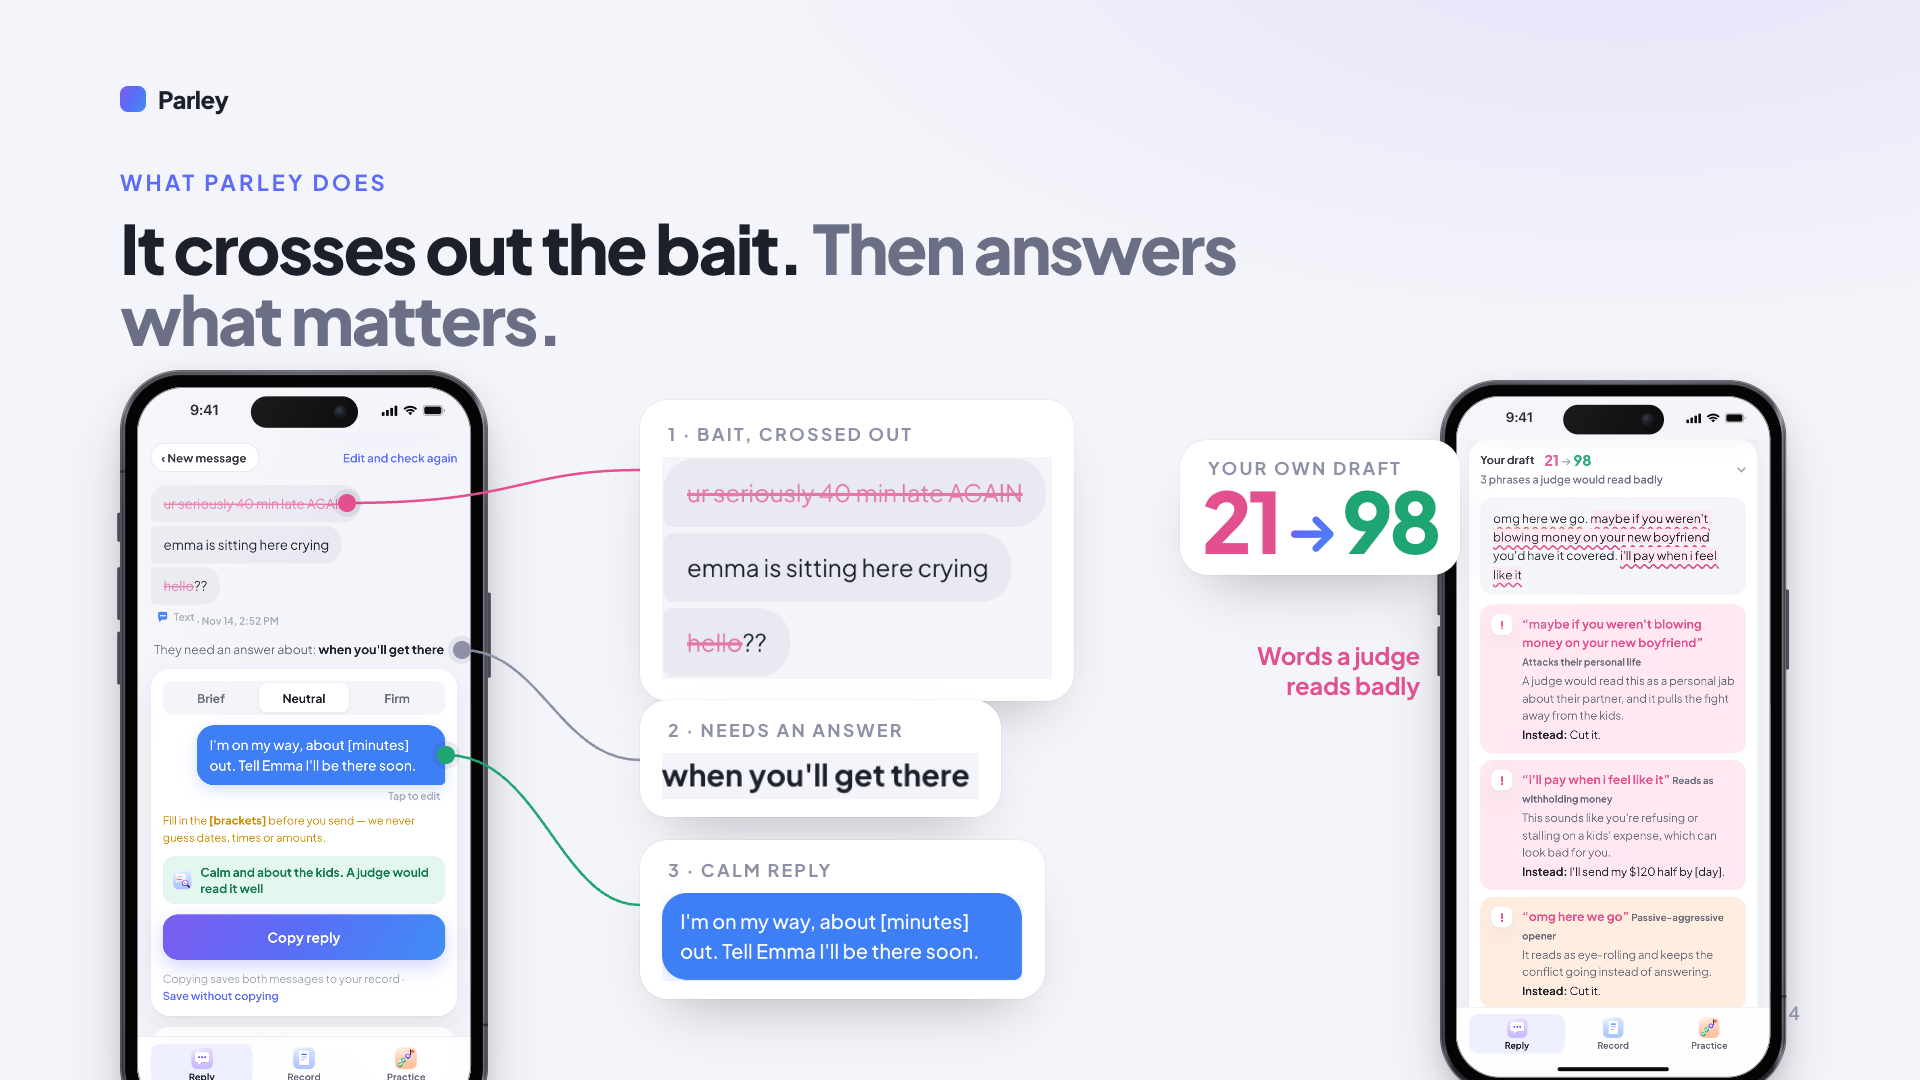 Parley
WHAT PARLEY DOES
It crosses out the bait. Then answers
what matters.
9:41
‹ New message
Edit and check again
ur seriously 40 min late AGAI
emma is sitting here crying
hello??
Text · Nov 14, 2:52 PM
They need an answer about: when you'll get there
Brief
Neutral
Firm
I'm on my way, about [minutes]
out. Tell Emma I'll be there soon.
Tap to edit
Fill in the [brackets] before you send — we never
guess dates, times or amounts.
Calm and about the kids. A judge would
read it well
Copy reply
Copying saves both messages to your record ·
Save without copying
Reply
Record
Practice
1 · BAIT, CROSSED OUT
ur seriously 40 min late AGAIN
emma is sitting here crying
hello??
2 · NEEDS AN ANSWER
when you'll get there
3 · CALM REPLY
I'm on my way, about [minutes]
out. Tell Emma I'll be there soon.
YOUR OWN DRAFT
21→98
Words a judge
reads badly
9:41
Your draft 21→98
3 phrases a judge would read badly
omg here we go. maybe if you weren't
blowing money on your new boyfriend
you'd have it covered. i'll pay when i feel
like it
!
“maybe if you weren't blowing
money on your new boyfriend”
Attacks their personal life
A judge would read this as a personal jab
about their partner, and it pulls the fight
away from the kids.
Instead: Cut it.
!
“i'll pay when i feel like it” Reads as
withholding money
This sounds like you're refusing or
stalling on a kids' expense, which can
look bad for you.
Instead: I'll send my $120 half by [day].
!
“omg here we go” Passive-aggressive
opener
It reads as eye-rolling and keeps the
conflict going instead of answering.
Instead: Cut it.
Reply
Record
Practice
4